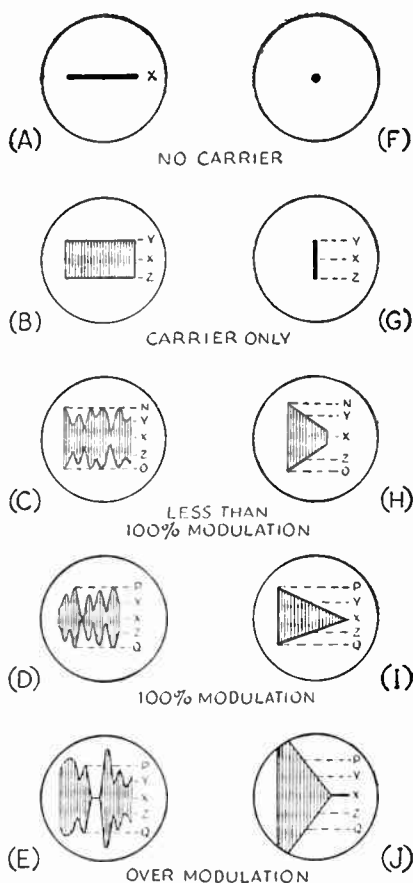 X
(A) (F)
NO CARRIER
Y Y
X X
Z Z
(B) (G)
CARRIER ONLY
N N
Y Y
X X
Z Z
O Q
(C) (H)
LESS THAN
100% MODULATION
P P
Y Y
X X
Z Z
Q Q
(D) (I)
100% MODULATION
P P
Y Y
X X
Z Z
Q Q
(E) (J)
OVER MODULATION